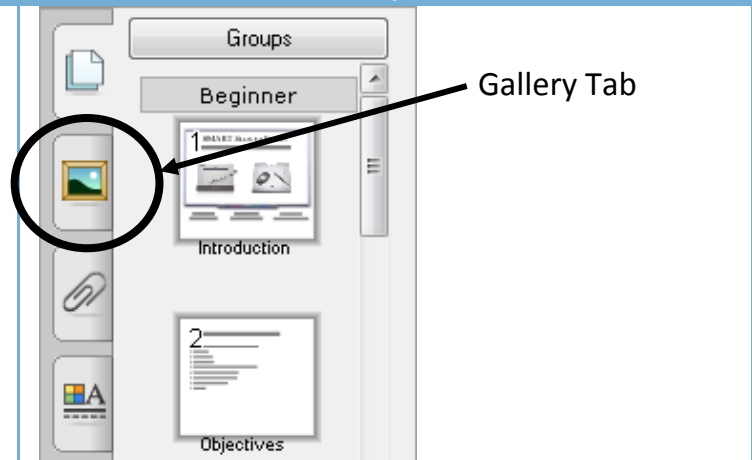 Groups
Beginner
Gallery Tab
1
Introduction
2
Objectives
A